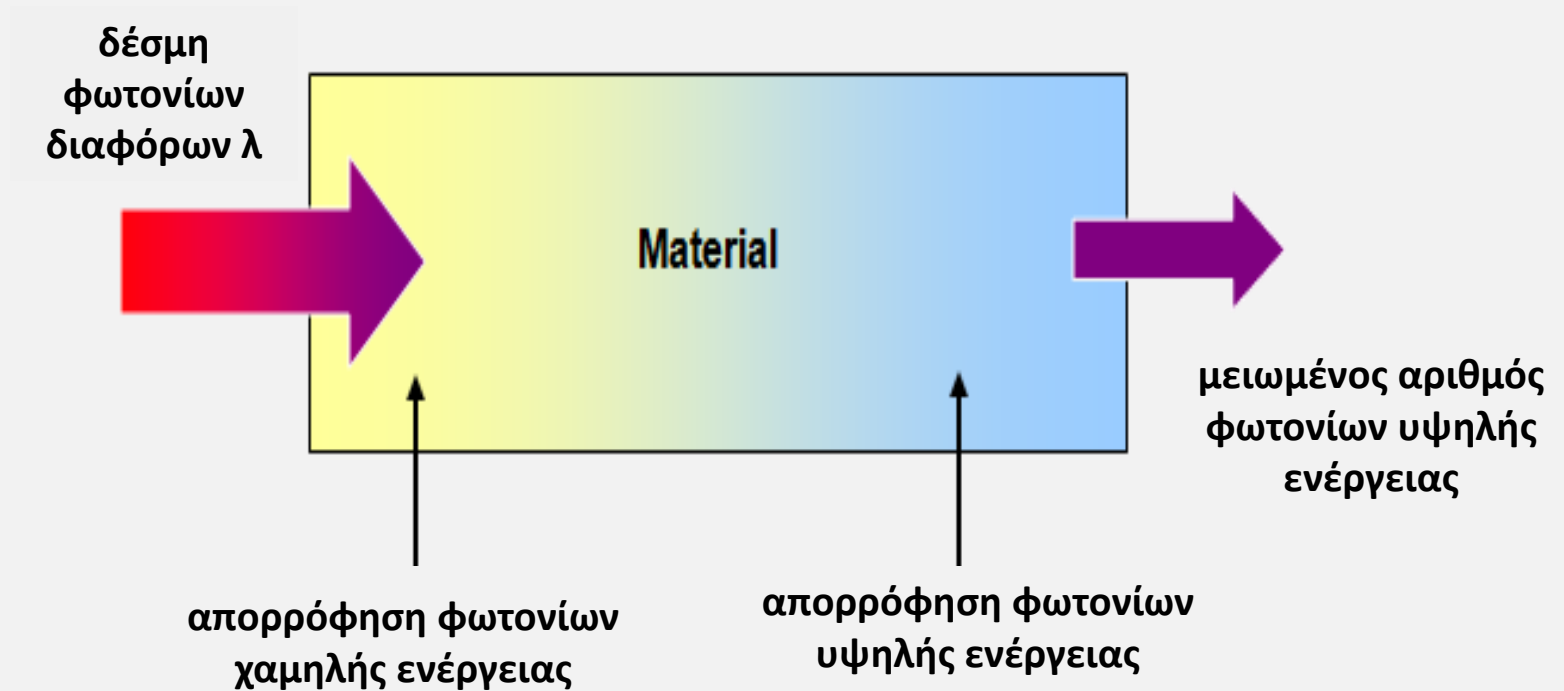 δέσμη
φωτονίων
διαφόρων λ
Material
μειωμένος αριθμός
φωτονίων υψηλής
ενέργειας
απορρόφηση φωτονίων
χαμηλής ενέργειας
απορρόφηση φωτονίων
υψηλής ενέργειας